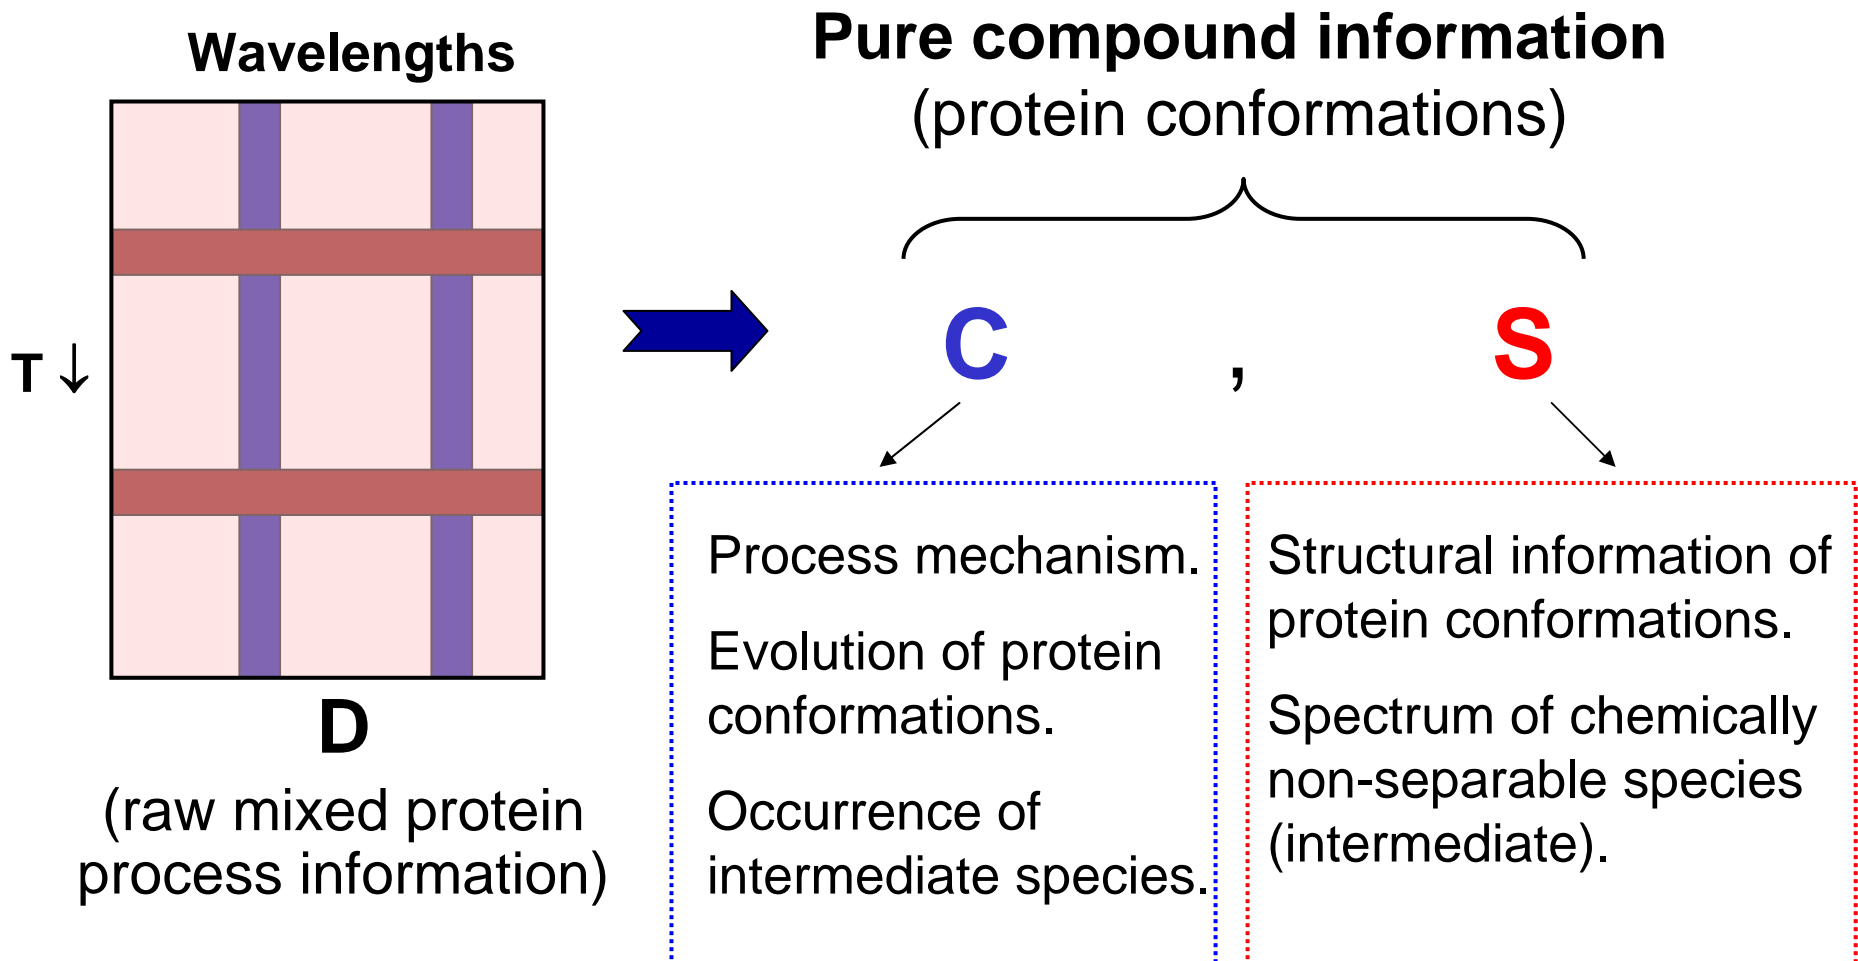 Wavelengths
T ↓
D
(raw mixed protein
process information)
Pure compound information
(protein conformations)
C , S
Process mechanism.
Evolution of protein
conformations.
Occurrence of
intermediate species.
Structural information of
protein conformations.
Spectrum of chemically
non-separable species
(intermediate).